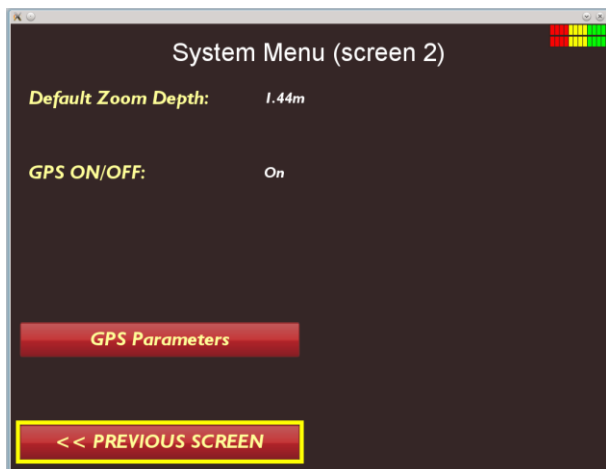 System Menu (screen 2)
Default Zoom Depth: 1.44m
GPS ON/OFF: On
GPS Parameters
<< PREVIOUS SCREEN